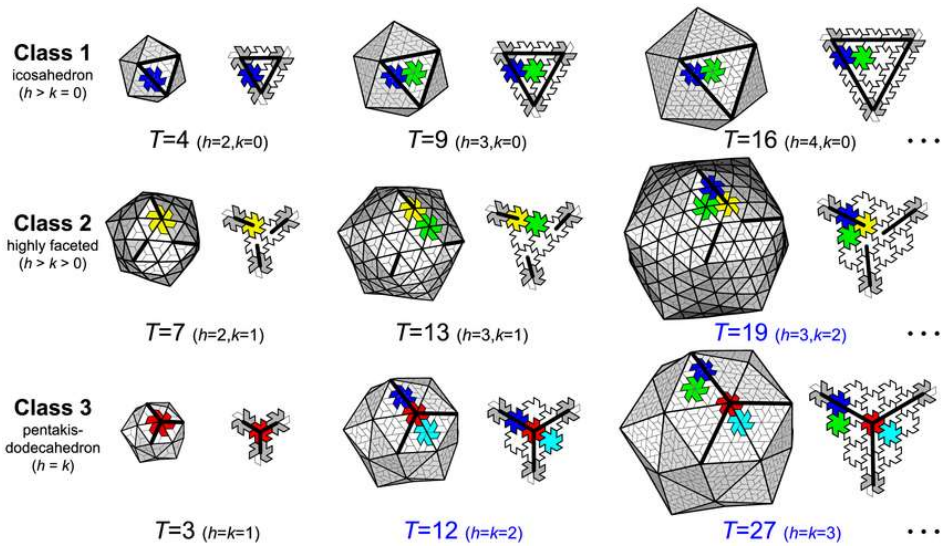 Class 1
icosahedron
(h > k = 0)
T=4 (h=2,k=0)
T=9 (h=3,k=0)
T=16 (h=4,k=0)
• • •
Class 2
highly faceted
(h > k > 0)
T=7 (h=2,k=1)
T=13 (h=3,k=1)
T=19 (h=3,k=2)
• • •
Class 3
pentakis-
dodecahedron
(h = k)
T=3 (h=k=1)
T=12 (h=k=2)
T=27 (h=k=3)
• • •